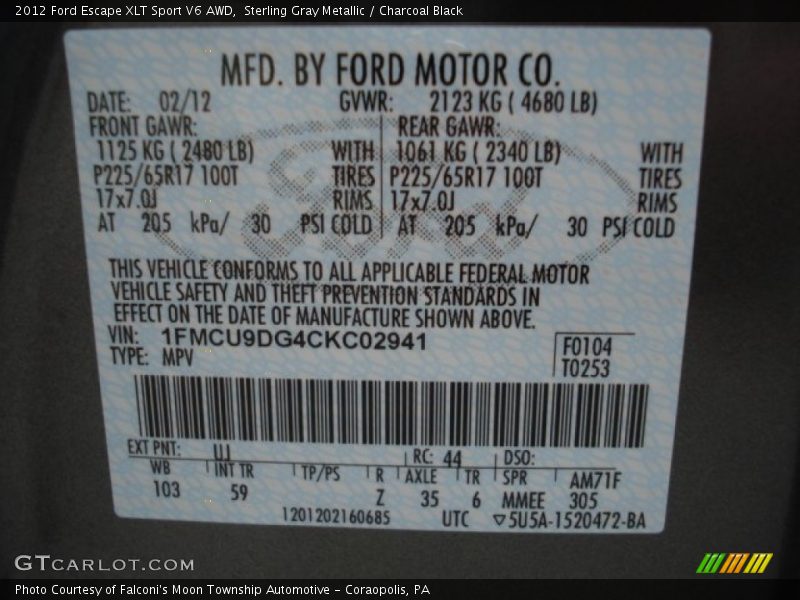 2012 Ford Escape XLT Sport V6 AWD,  Sterling Gray Metallic / Charcoal Black
MFD. BY FORD MOTOR CO.
DATE: 02/12 GVWR: 2123 KG ( 4680 LB)
FRONT GAWR: REAR GAWR:
1125 KG ( 2480 LB) WITH 1061 KG ( 2340 LB) WITH
P225/65R17 100T TIRES P225/65R17 100T TIRES
17x7.0J RIMS 17x7.0J RIMS
AT 205 kPa/ 30 PSI COLD AT 205 kPa/ 30 PSI COLD
Ford
THIS VEHICLE CONFORMS TO ALL APPLICABLE FEDERAL MOTOR
VEHICLE SAFETY AND THEFT PREVENTION STANDARDS IN
EFFECT ON THE DATE OF MANUFACTURE SHOWN ABOVE.
VIN: 1FMCU9DG4CKC02941
TYPE: MPV
F0104
T0253
EXT PNT: UJ RC: 44 DSO:
WB INT TR TP/PS R AXLE TR SPR AM71F
103 59 Z 35 6 MMEE 305
1201202160685 UTC ▽5U5A-1520472-BA
GTCARLOT.COM
Photo Courtesy of Falconi's Moon Township Automotive - Coraopolis, PA